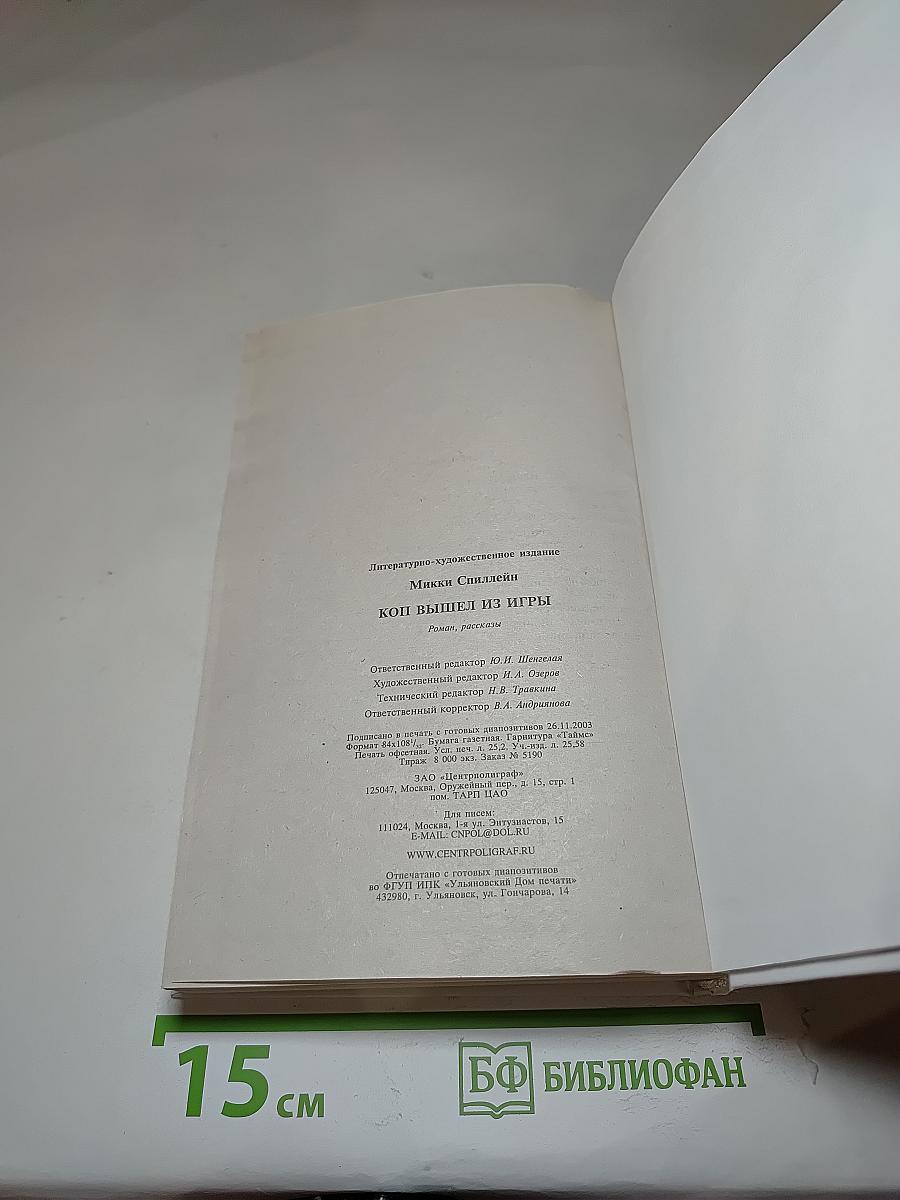 Литературно-художественное издание
Микки Спиллейн
КОП ВЫШЕЛ ИЗ ИГРЫ
Роман, рассказы
Ответственный редактор Ю.И. Шенгелая
Художественный редактор И.А. Озеров
Технический редактор Н.В. Травкина
Ответственный корректор В.А. Андриянова
Подписано в печать с готовых диапозитивов 26.11.2003
Формат 84x108¹/₃₂. Бумага газетная. Гарнитура «Таймс»
Печать офсетная. Усл. печ. л. 25,2. Уч.-изд. л. 25,58
Тираж 8 000 экз. Заказ № 5190
ЗАО «Центрполиграф»
125047, Москва, Оружейный пер., д. 15, стр. 1
пом. ТАРП ЦАО
Для писем:
111024, Москва, 1-я ул. Энтузиастов, 15
E-MAIL: CNPOL@DOL.RU
WWW.CENTRPOLIGRAF.RU
Отпечатано с готовых диапозитивов
во ФГУП ИПК «Ульяновский Дом печати»
432980, г. Ульяновск, ул. Гончарова, 14
15 см
БФ БИБЛИОФАН